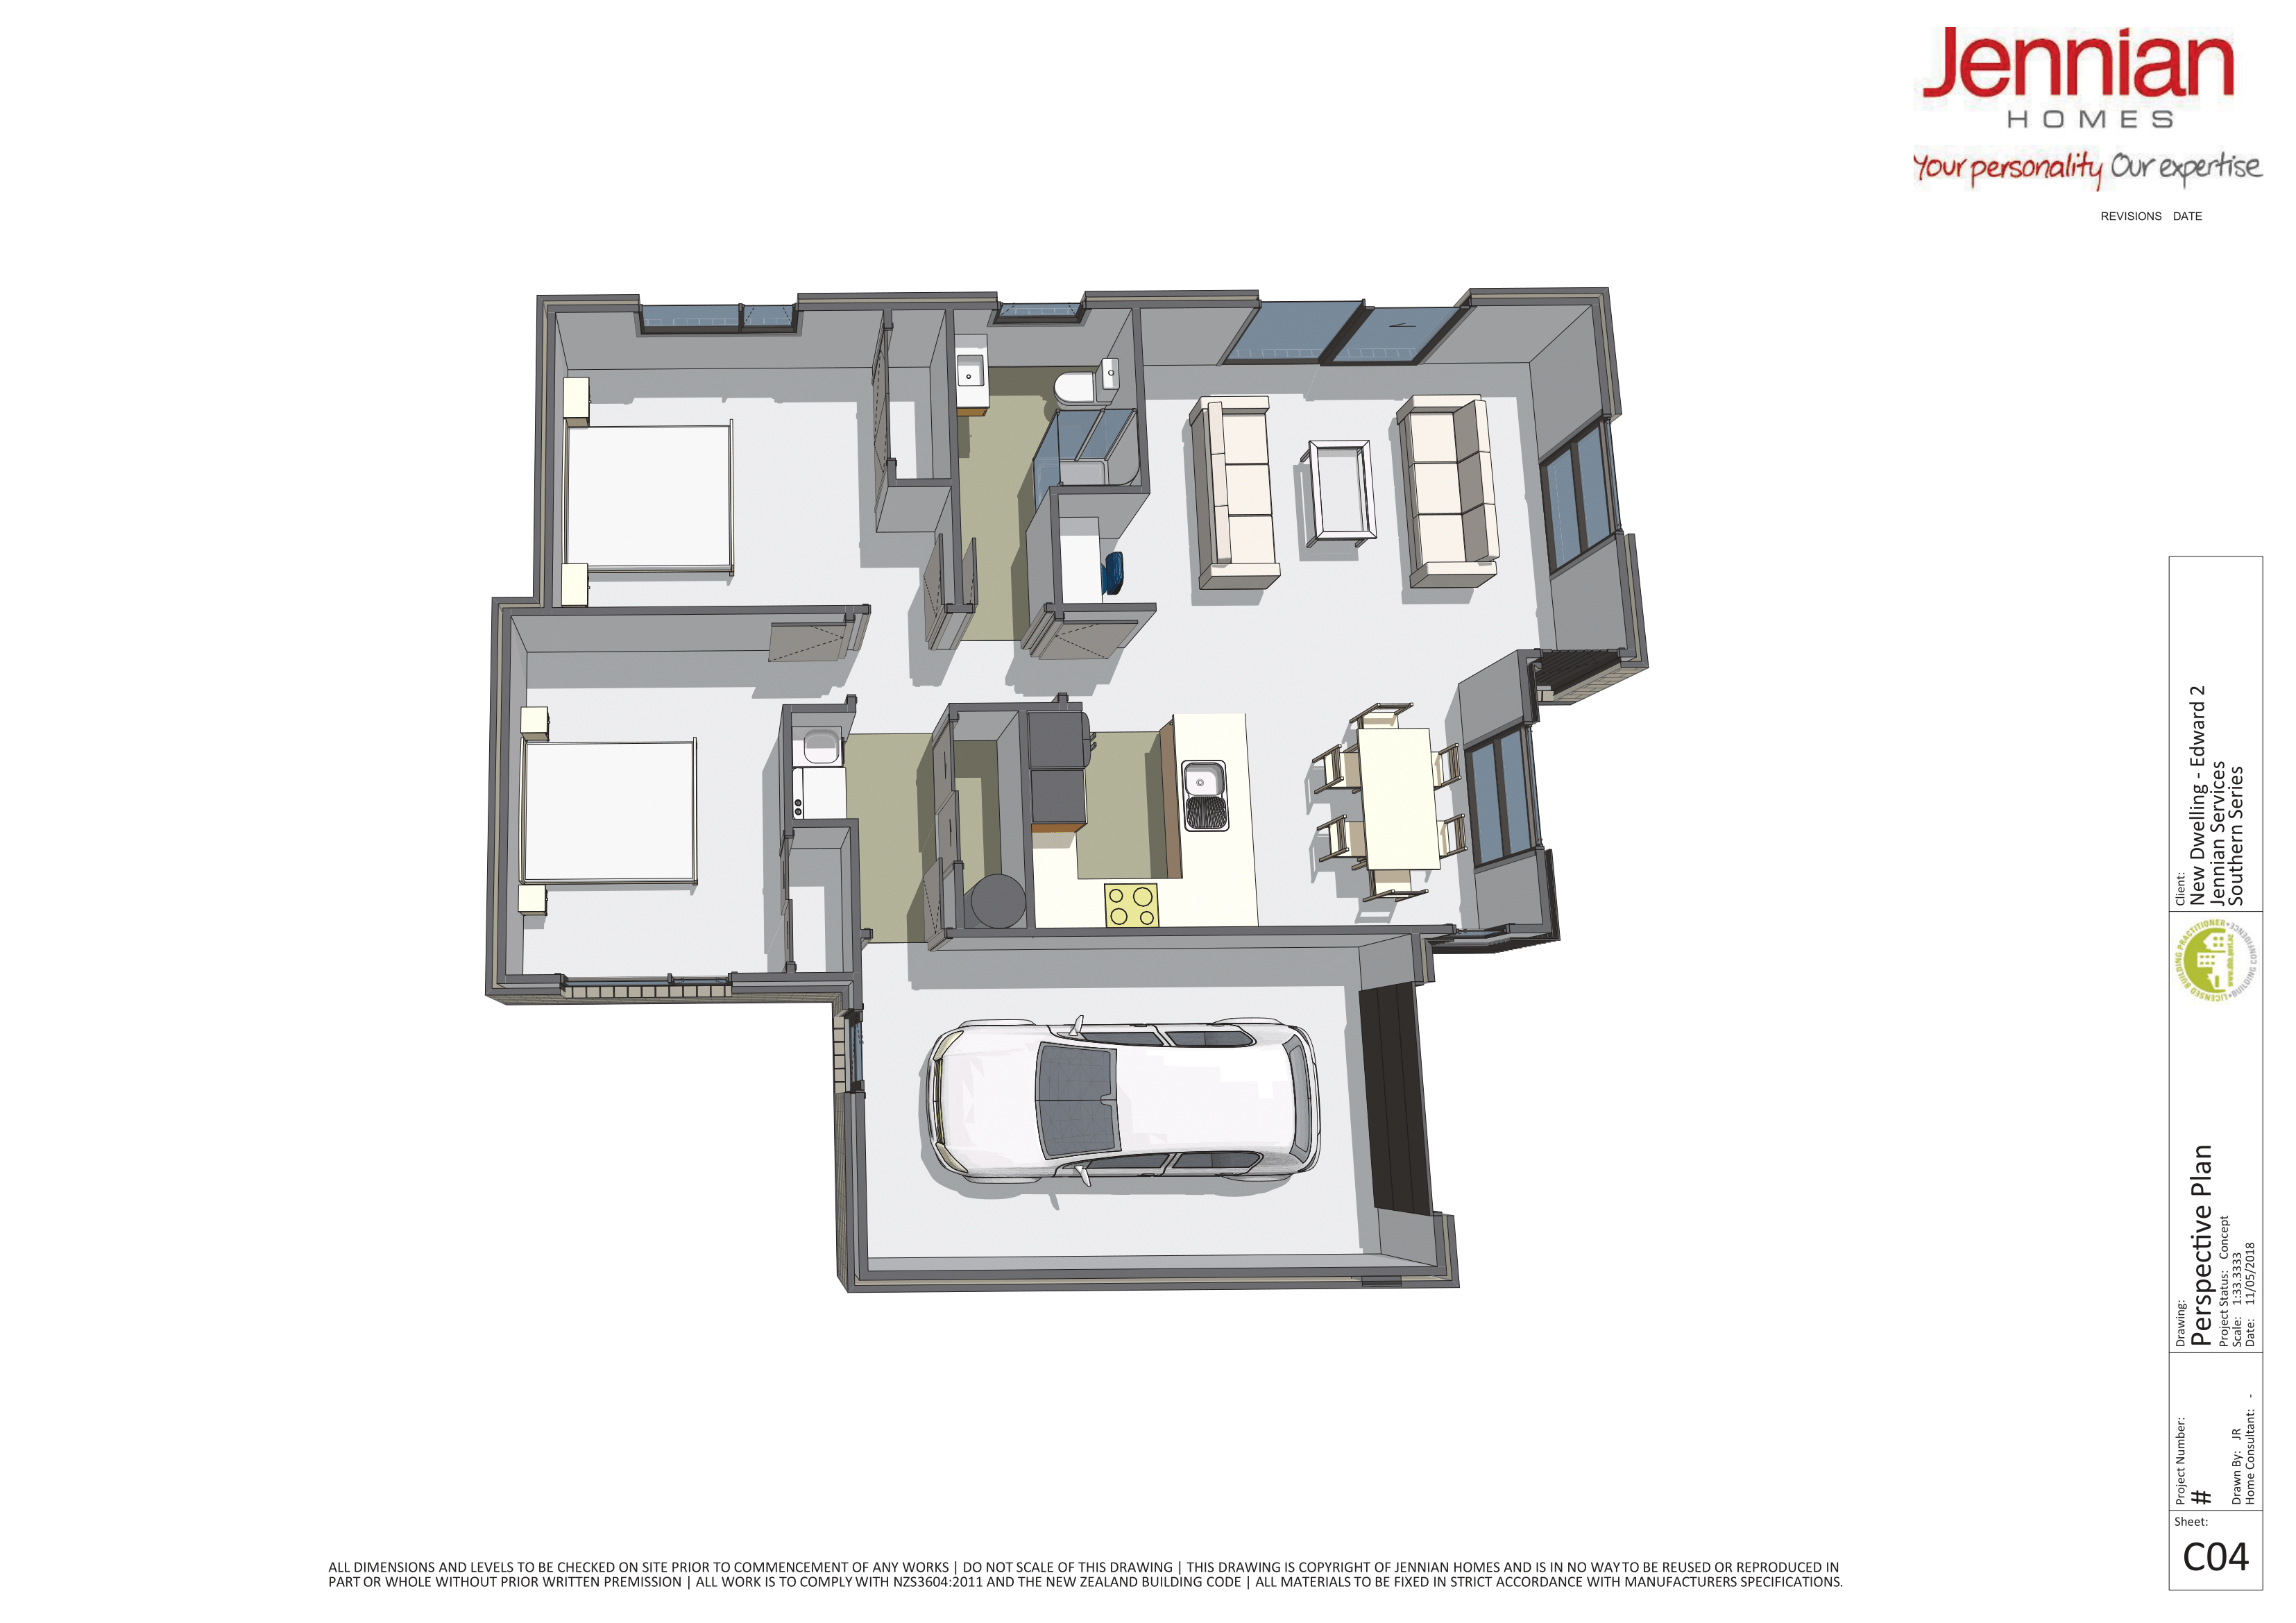 Jennian
HOMES
Your personality Our expertise
REVISIONS DATE
Client:
New Dwelling - Edward 2
Jennian Services
Southern Series
LICENSED BUILDING PRACTITIONER • BUILDING CONFIDENCE •
www.dbh.govt.nz
Drawing:
Perspective Plan
Project Status: Concept
Scale: 1:33.3333
Date: 11/05/2018
Project Number:
#
Drawn By: JR
Home Consultant: -
Sheet:
C04
ALL DIMENSIONS AND LEVELS TO BE CHECKED ON SITE PRIOR TO COMMENCEMENT OF ANY WORKS | DO NOT SCALE OF THIS DRAWING | THIS DRAWING IS COPYRIGHT OF JENNIAN HOMES AND IS IN NO WAY TO BE REUSED OR REPRODUCED IN
PART OR WHOLE WITHOUT PRIOR WRITTEN PREMISSION | ALL WORK IS TO COMPLY WITH NZS3604:2011 AND THE NEW ZEALAND BUILDING CODE | ALL MATERIALS TO BE FIXED IN STRICT ACCORDANCE WITH MANUFACTURERS SPECIFICATIONS.